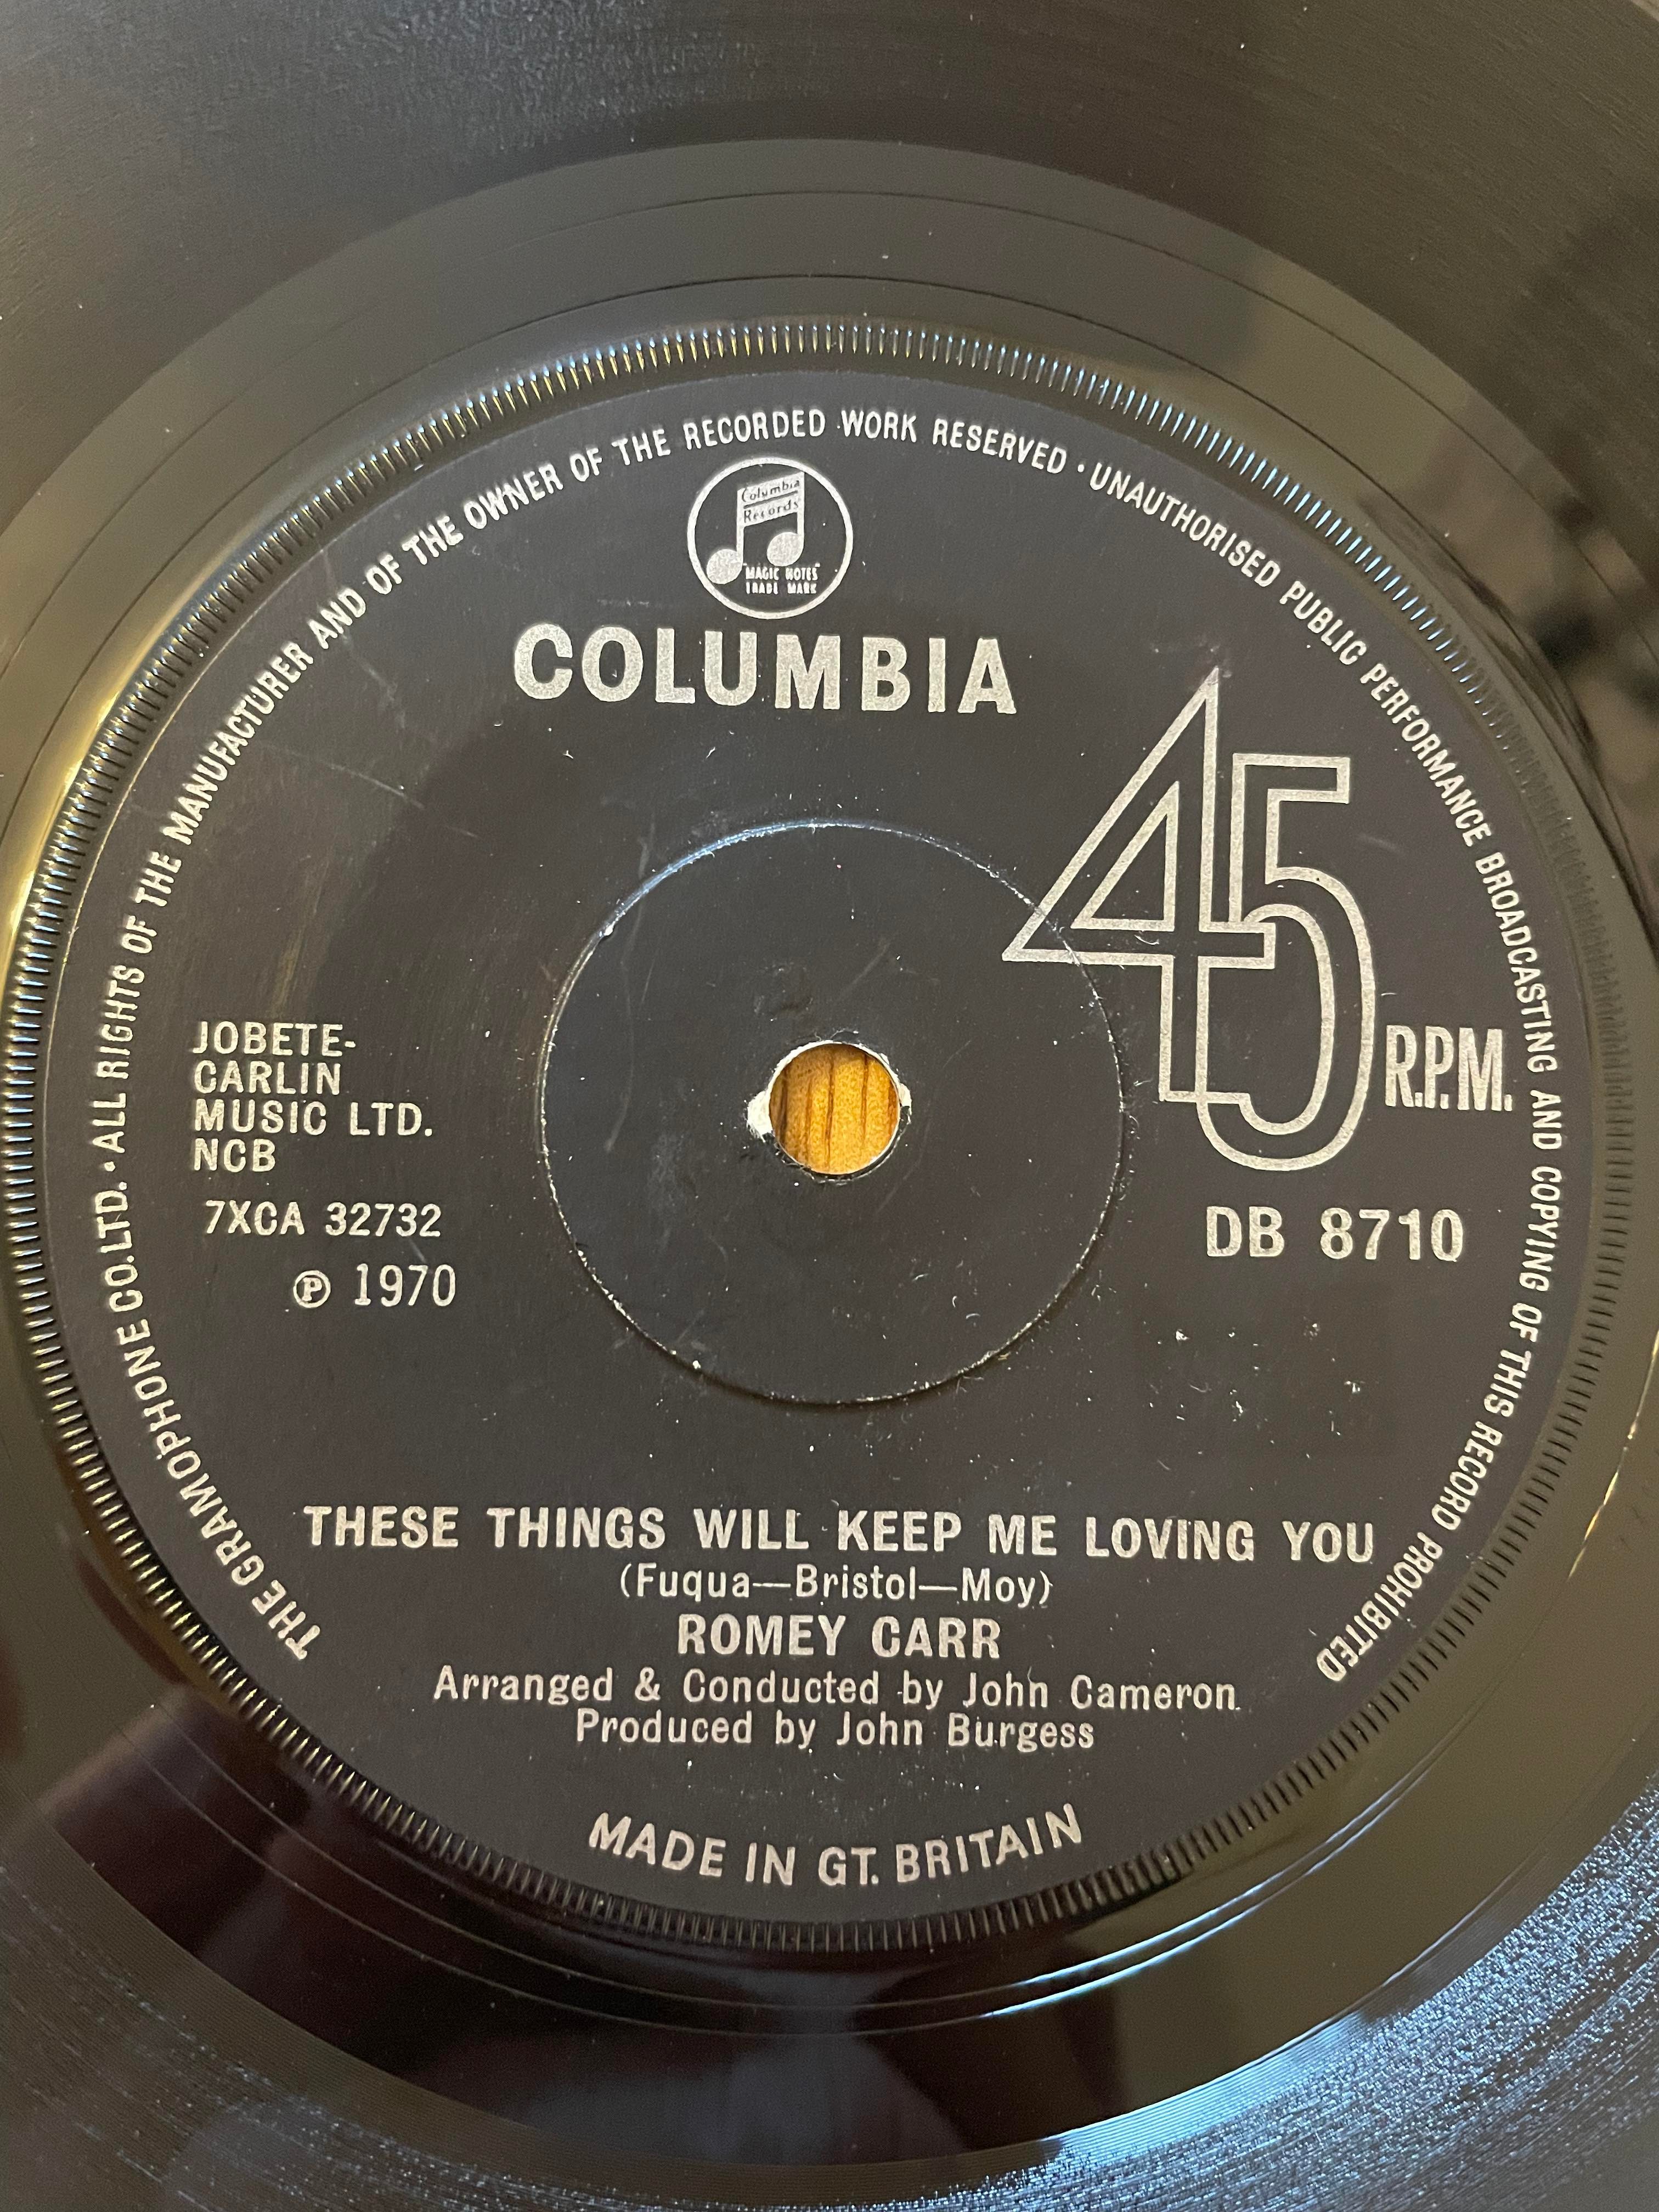 THE GRAMOPHONE CO.LTD. · ALL RIGHTS OF THE MANUFACTURER AND OF THE OWNER OF THE RECORDED WORK RESERVED · UNAUTHORISED PUBLIC PERFORMANCE BROADCASTING AND COPYING OF THIS RECORD PROHIBITED
Columbia
Records
"MAGIC NOTES"
TRADE MARK
COLUMBIA
45 R.P.M.
JOBETE-
CARLIN
MUSIC LTD.
NCB
7XCA 32732
℗ 1970
DB 8710
THESE THINGS WILL KEEP ME LOVING YOU
(Fuqua—Bristol—Moy)
ROMEY CARR
Arranged & Conducted by John Cameron
Produced by John Burgess
MADE IN GT. BRITAIN